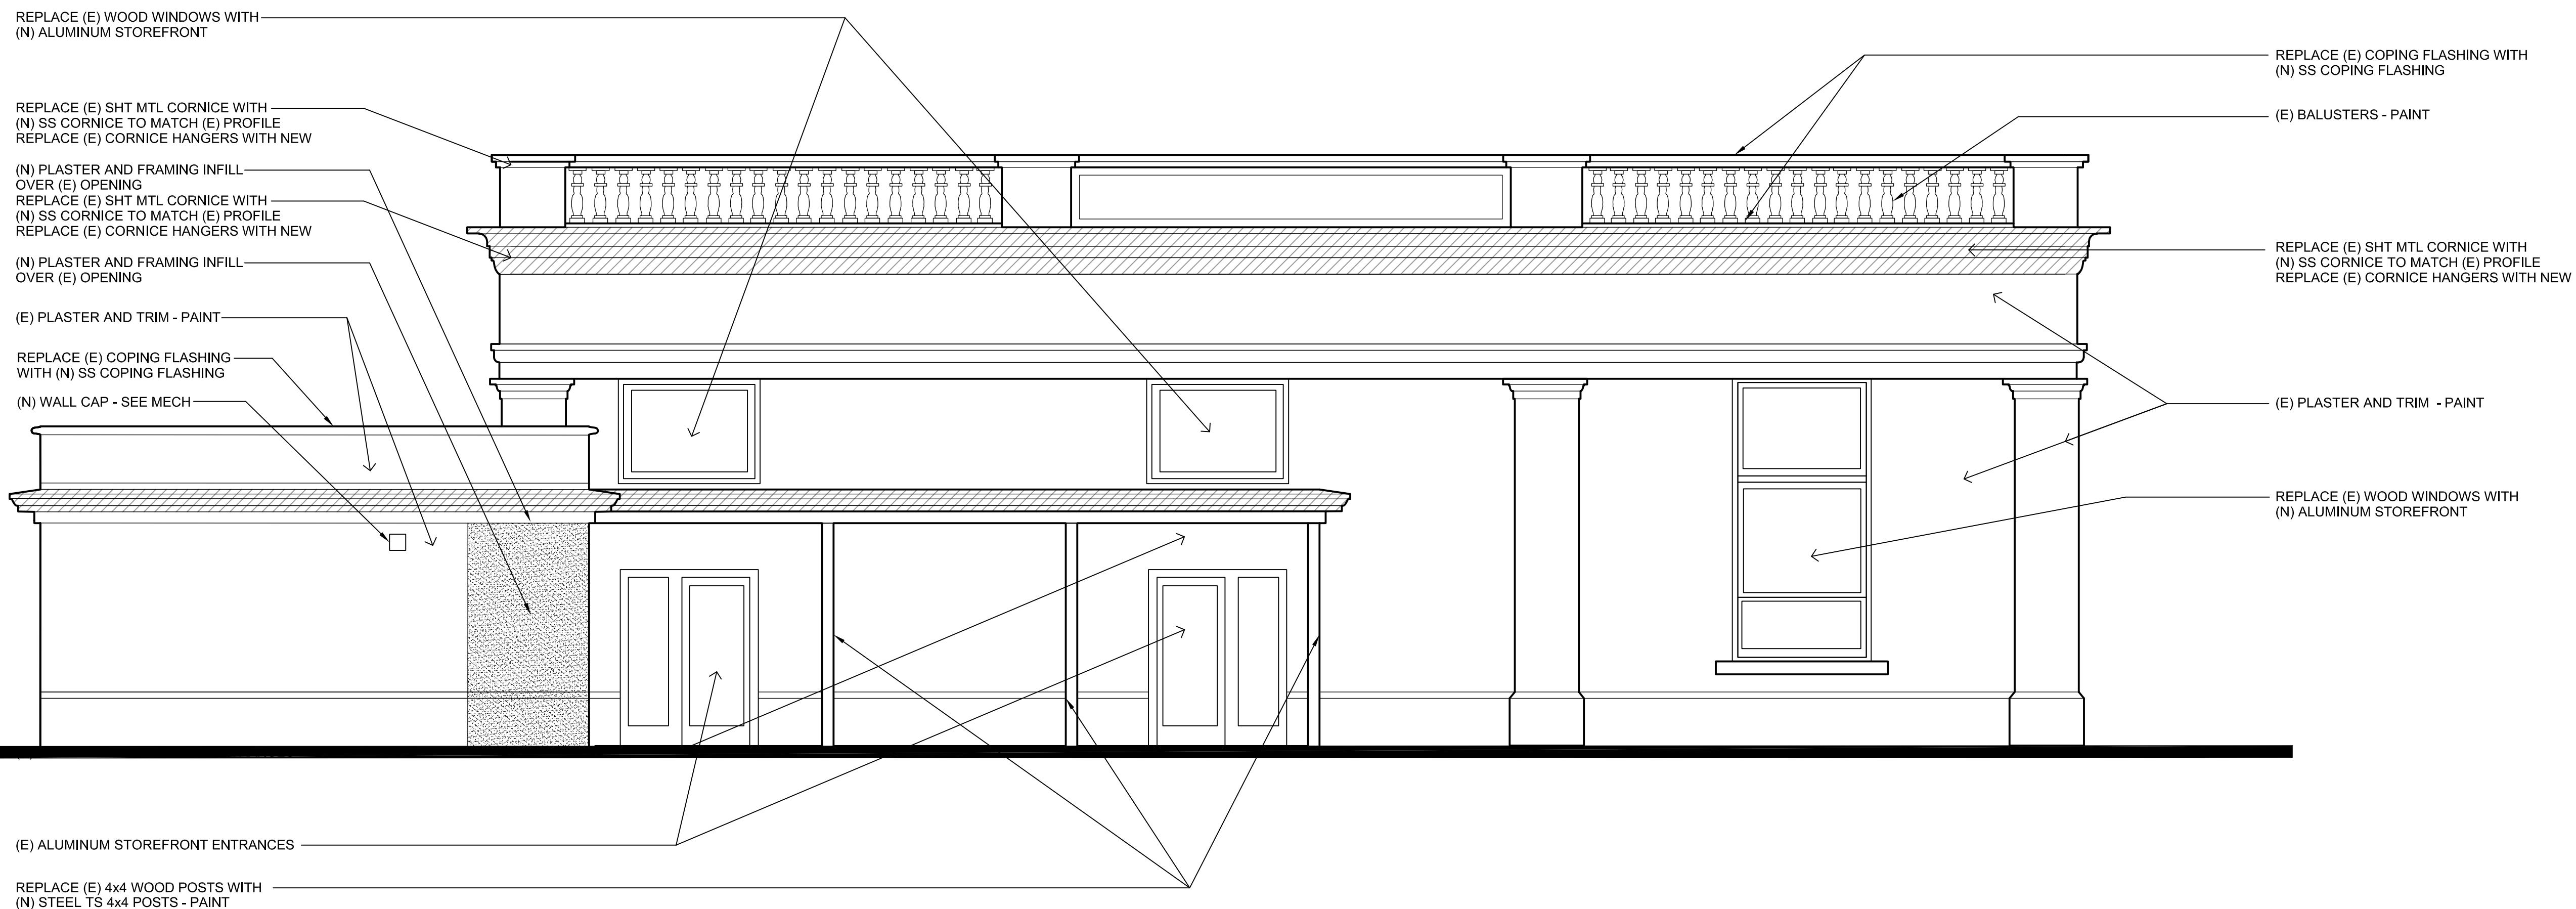 REPLACE (E) WOOD WINDOWS WITH
(N) ALUMINUM STOREFRONT
REPLACE (E) SHT MTL CORNICE WITH
(N) SS CORNICE TO MATCH (E) PROFILE
REPLACE (E) CORNICE HANGERS WITH NEW
(N) PLASTER AND FRAMING INFILL
OVER (E) OPENING
REPLACE (E) SHT MTL CORNICE WITH
(N) SS CORNICE TO MATCH (E) PROFILE
REPLACE (E) CORNICE HANGERS WITH NEW
(N) PLASTER AND FRAMING INFILL
OVER (E) OPENING
(E) PLASTER AND TRIM - PAINT
REPLACE (E) COPING FLASHING
WITH (N) SS COPING FLASHING
(N) WALL CAP - SEE MECH
(E) ALUMINUM STOREFRONT ENTRANCES
REPLACE (E) 4x4 WOOD POSTS WITH
(N) STEEL TS 4x4 POSTS - PAINT
REPLACE (E) COPING FLASHING WITH
(N) SS COPING FLASHING
(E) BALUSTERS - PAINT
REPLACE (E) SHT MTL CORNICE WITH
(N) SS CORNICE TO MATCH (E) PROFILE
REPLACE (E) CORNICE HANGERS WITH NEW
(E) PLASTER AND TRIM - PAINT
REPLACE (E) WOOD WINDOWS WITH
(N) ALUMINUM STOREFRONT